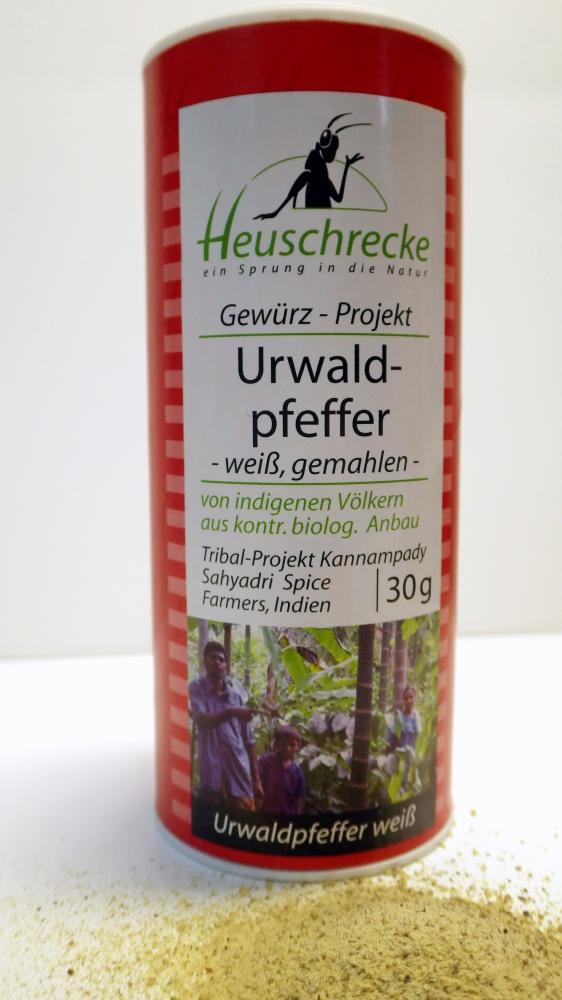 Heuschrecke
ein Sprung in die Natur
Gewürz - Projekt
Urwald-
pfeffer
- weiß, gemahlen -
von indigenen Völkern
aus kontr. biolog. Anbau
Tribal-Projekt Kannampady
Sahyadri Spice
Farmers, Indien
30g
Urwaldpfeffer weiß